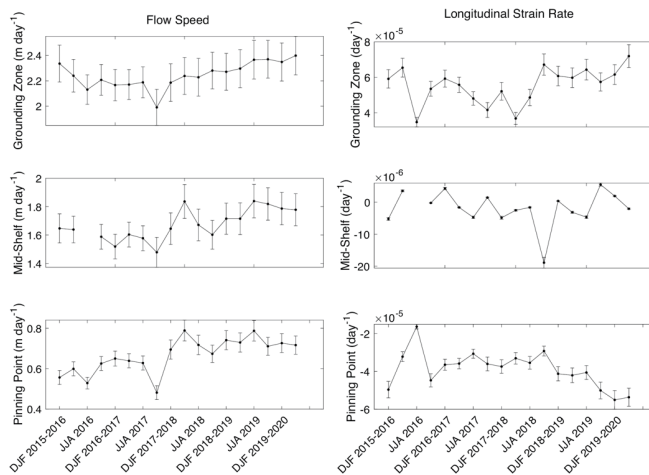 Flow Speed
Grounding Zone (m day-1)
2.4
2.2
2
Mid-Shelf (m day-1)
2
1.8
1.6
1.4
Pinning Point (m day-1)
0.8
0.6
0.4
DJF 2015-2016
JJA 2016
DJF 2016-2017
JJA 2017
DJF 2017-2018
JJA 2018
DJF 2018-2019
JJA 2019
DJF 2019-2020
Longitudinal Strain Rate
×10-5
Grounding Zone (day-1)
8
6
4
×10-6
Mid-Shelf (day-1)
0
-10
-20
×10-5
Pinning Point (day-1)
-2
-4
-6
DJF 2015-2016
JJA 2016
DJF 2016-2017
JJA 2017
DJF 2017-2018
JJA 2018
DJF 2018-2019
JJA 2019
DJF 2019-2020